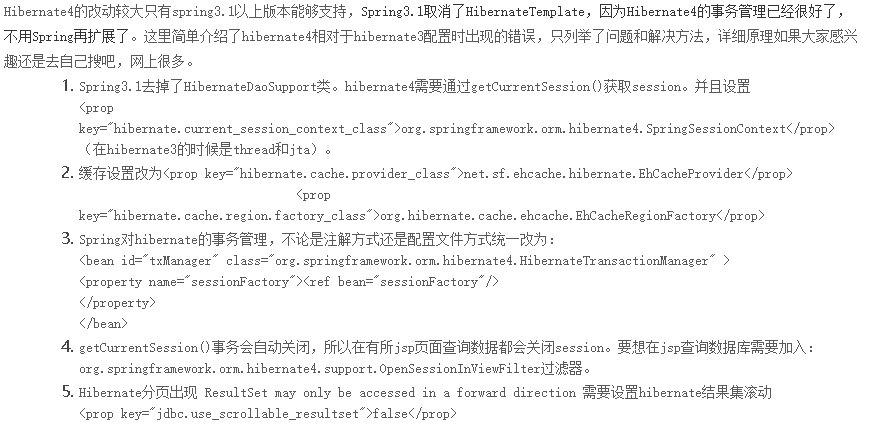 Hibernate4的改动较大只有spring3.1以上版本能够支持，Spring3.1取消了HibernateTemplate，因为Hibernate4的事务管理已经很好了，
不用Spring再扩展了。这里简单介绍了hibernate4相对于hibernate3配置时出现的错误，只列举了问题和解决方法，详细原理如果大家感兴
趣还是去自己搜吧，网上很多。
1. Spring3.1去掉了HibernateDaoSupport类。hibernate4需要通过getCurrentSession()获取session。并且设置
<prop
key="hibernate.current_session_context_class">org.springframework.orm.hibernate4.SpringSessionContext</prop>
（在hibernate3的时候是thread和jta）。
2. 缓存设置改为<prop key="hibernate.cache.provider_class">net.sf.ehcache.hibernate.EhCacheProvider</prop>
<prop
key="hibernate.cache.region.factory_class">org.hibernate.cache.ehcache.EhCacheRegionFactory</prop>
3. Spring对hibernate的事务管理，不论是注解方式还是配置文件方式统一改为：
<bean id="txManager" class="org.springframework.orm.hibernate4.HibernateTransactionManager" >
<property name="sessionFactory"><ref bean="sessionFactory"/>
</property>
</bean>
4. getCurrentSession()事务会自动关闭，所以在有所jsp页面查询数据都会关闭session。要想在jsp查询数据库需要加入：
org.springframework.orm.hibernate4.support.OpenSessionInViewFilter过滤器。
5. Hibernate分页出现 ResultSet may only be accessed in a forward direction 需要设置hibernate结果集滚动
<prop key="jdbc.use_scrollable_resultset">false</prop>